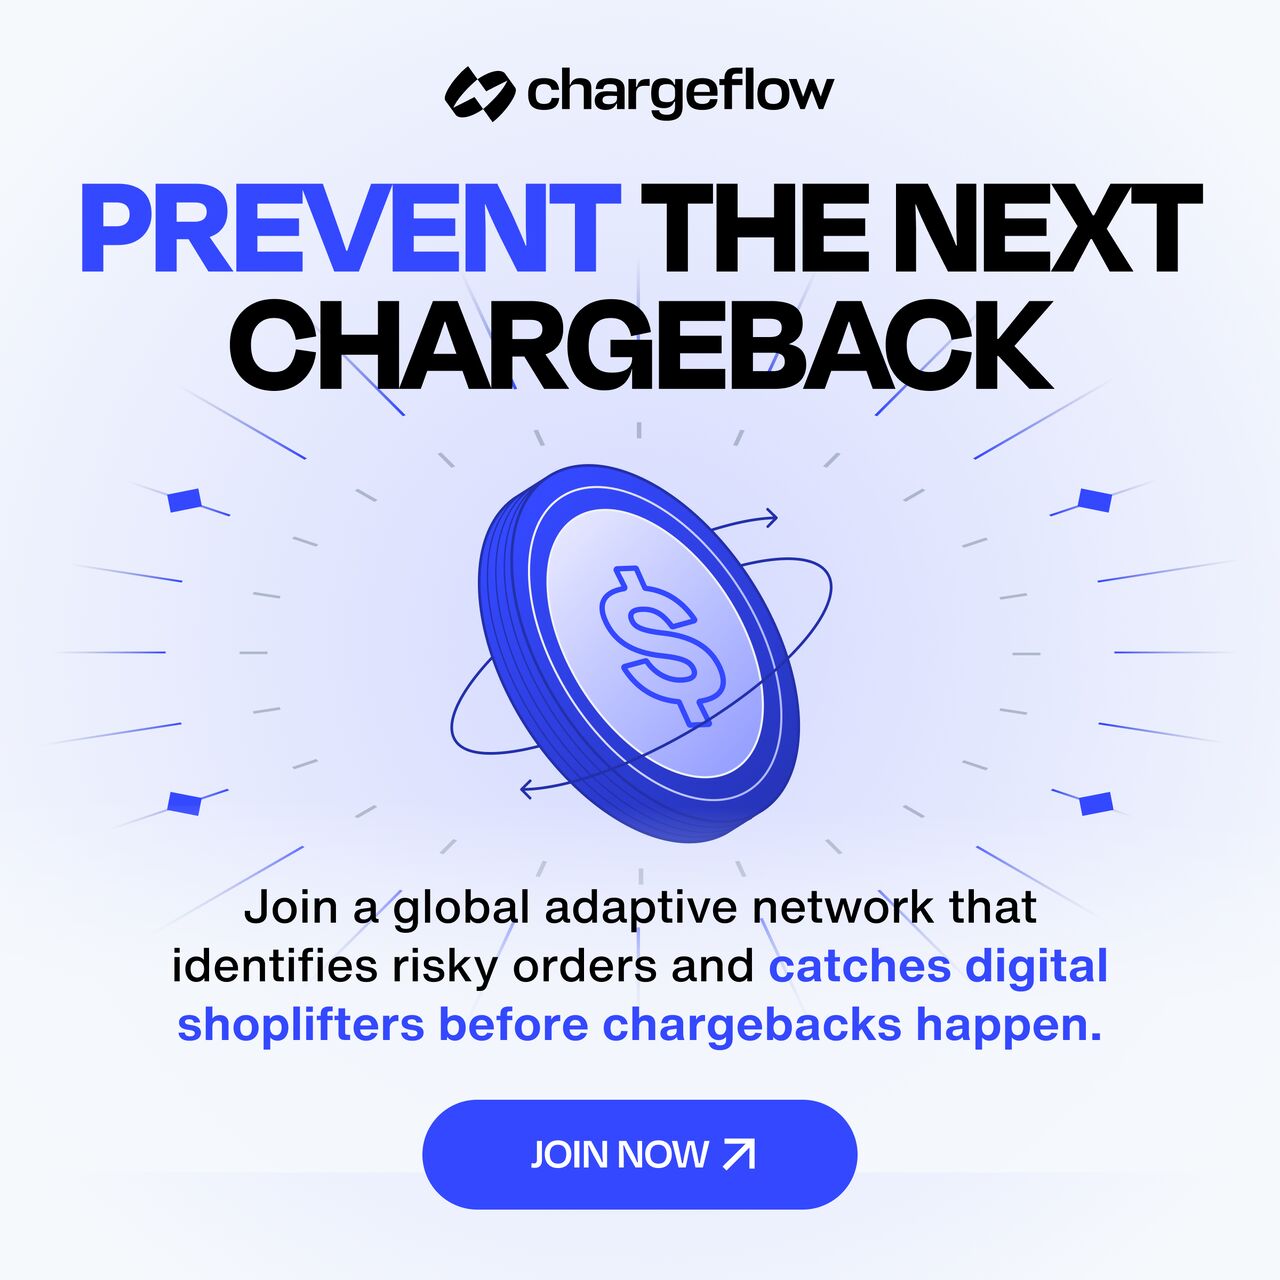 chargeflow
PREVENT THE NEXT
CHARGEBACK
$
Join a global adaptive network that
identifies risky orders and catches digital
shoplifters before chargebacks happen.
JOIN NOW